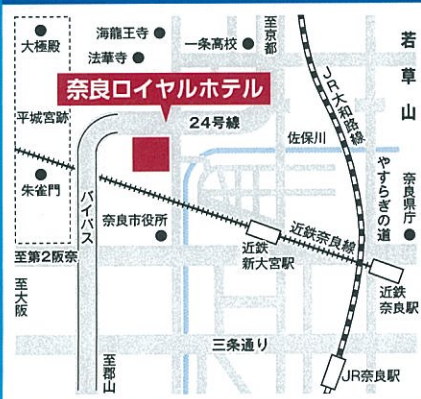 大極殿
海龍王寺
法華寺
一条高校
至京都
若草山
JR大和路線
奈良ロイヤルホテル
24号線
佐保川
平城宮跡
朱雀門
バイパス
奈良市役所
近鉄奈良線
やすらぎの道
奈良県庁
近鉄
新大宮駅
近鉄
奈良駅
至第2阪奈
至大阪
至郡山
三条通り
JR奈良駅